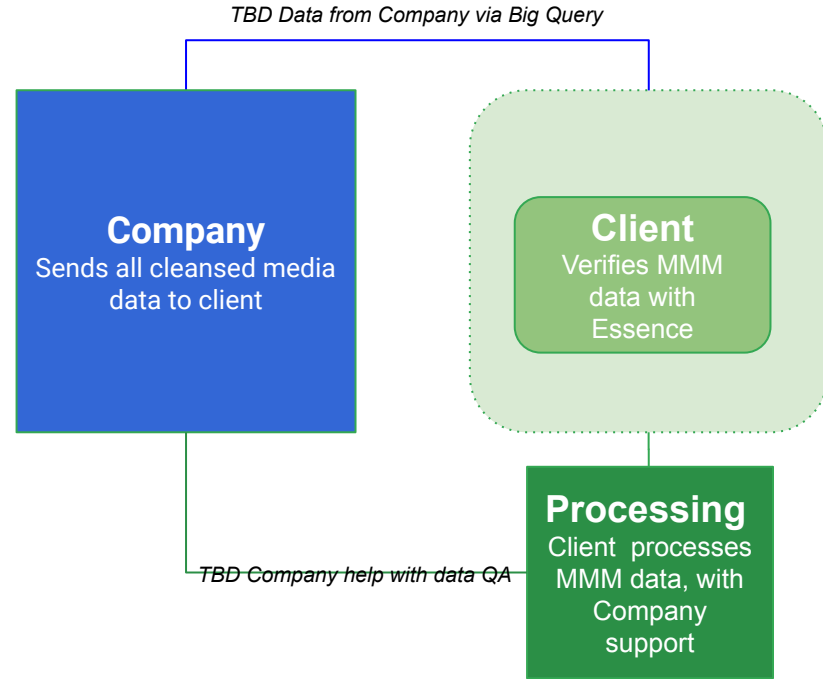 TBD Data from Company via Big Query
Company
Sends all cleansed media
data to client
Client
Verifies MMM
data with
Essence
Processing
Client  processes
MMM data, with
Company
support
TBD Company help with data QA